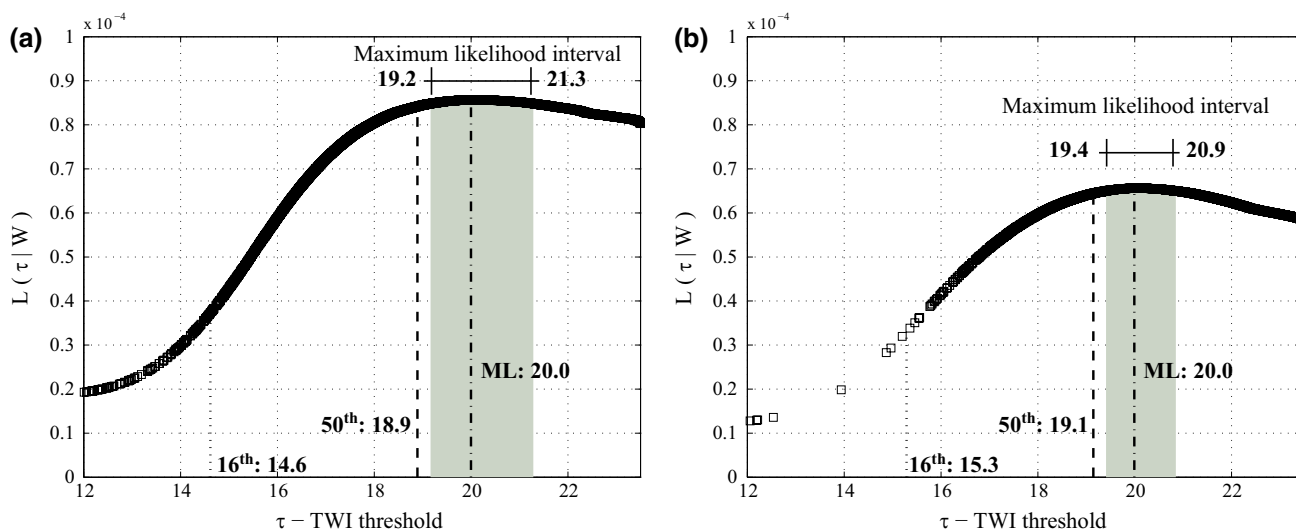 (a)
x 10⁻⁴
1
0.9
0.8
0.7
0.6
0.5
0.4
0.3
0.2
0.1
0
L ( τ | W )
Maximum likelihood interval
19.2 21.3
ML: 20.0
50th: 18.9
16th: 14.6
12 14 16 18 20 22
τ − TWI threshold
(b)
x 10⁻⁴
1
0.9
0.8
0.7
0.6
0.5
0.4
0.3
0.2
0.1
0
L ( τ | W )
Maximum likelihood interval
19.4 20.9
ML: 20.0
50th: 19.1
16th: 15.3
12 14 16 18 20 22
τ − TWI threshold